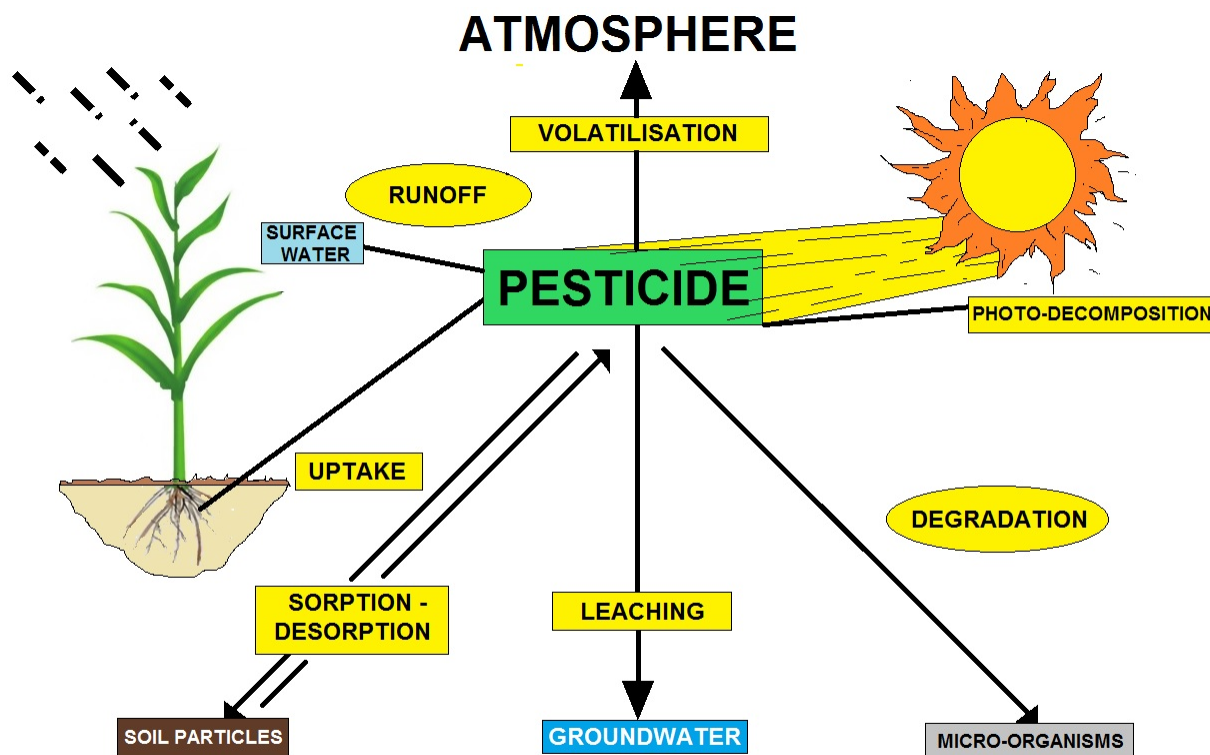 ATMOSPHERE
VOLATILISATION
RUNOFF
SURFACE
WATER
PESTICIDE
PHOTO-DECOMPOSITION
UPTAKE
DEGRADATION
SORPTION -
DESORPTION
LEACHING
SOIL PARTICLES
GROUNDWATER
MICRO-ORGANISMS